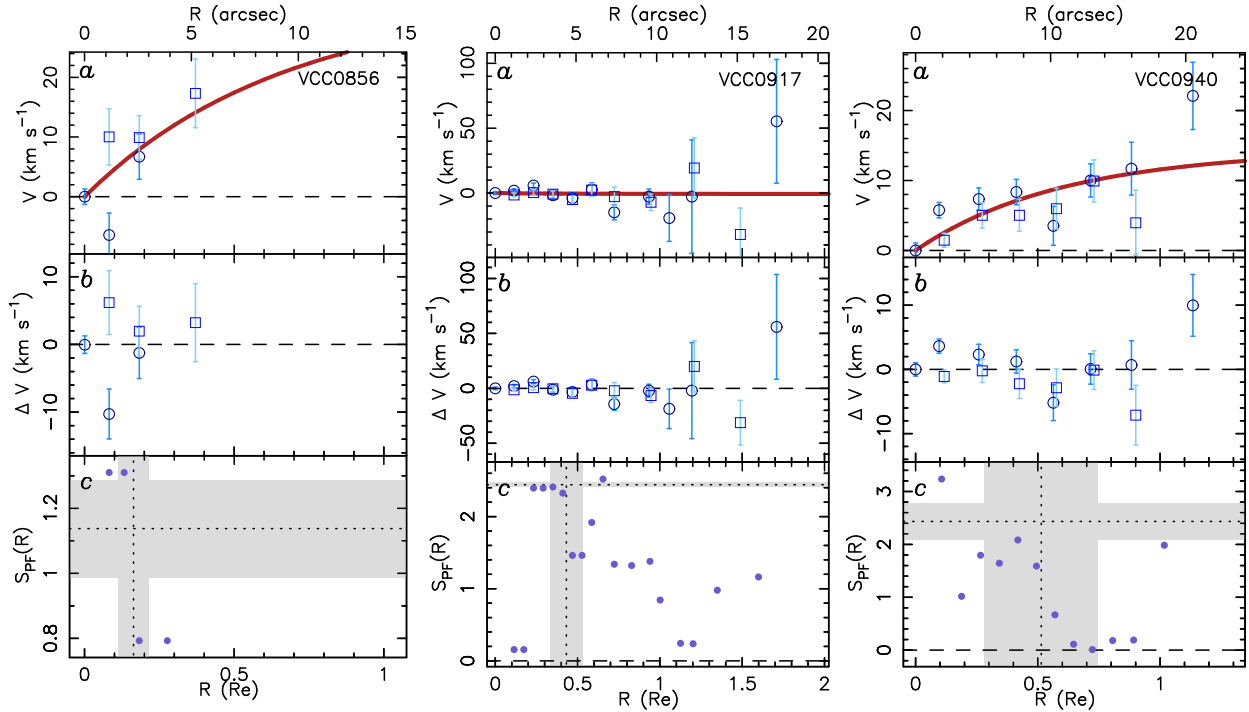 R (arcsec)
R (arcsec)
R (arcsec)
0 5 10 15
0 5 10 15 20
0 10 20
a VCC0856
a VCC0917
a VCC0940
V (km s⁻¹)
20
10
0
V (km s⁻¹)
100
50
0
V (km s⁻¹)
20
10
0
b
b
b
Δ V (km s⁻¹)
10
0
−10
Δ V (km s⁻¹)
100
50
0
−50
Δ V (km s⁻¹)
10
0
−10
c
c
c
S_PF(R)
1.2
1
0.8
S_PF(R)
2
1
0
S_PF(R)
3
2
1
0
0 0.5 1
0 0.5 1 1.5 2
0 0.5 1
R (Re)
R (Re)
R (Re)